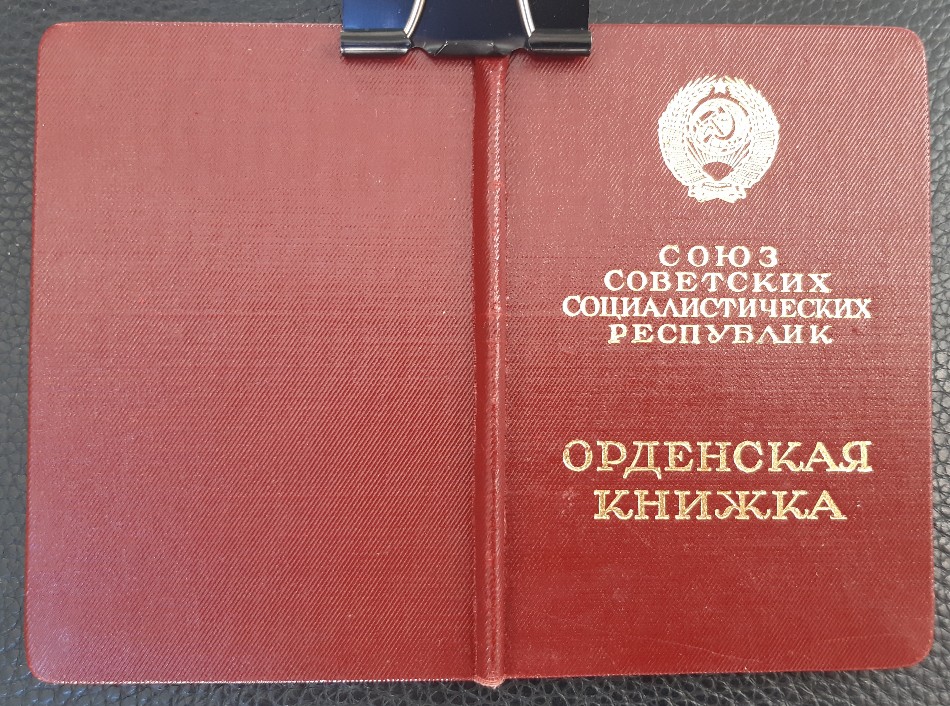 СОЮЗ
СОВЕТСКИХ
СОЦИАЛИСТИЧЕСКИХ
РЕСПУБЛИК
ОРДЕНСКАЯ
КНИЖКА